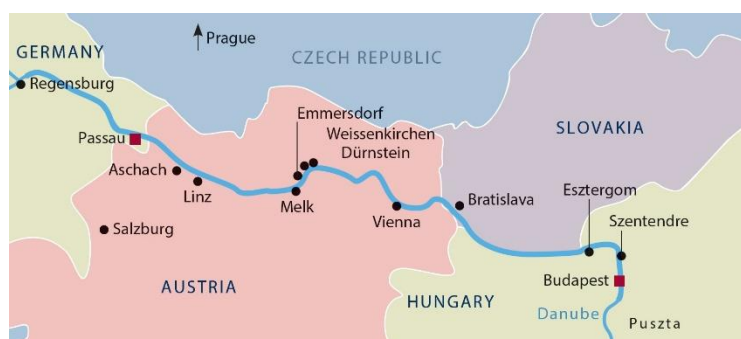 GERMANY
Prague
CZECH REPUBLIC
Regensburg
Emmersdorf
Weissenkirchen
Dürnstein
SLOVAKIA
Passau
Aschach
Linz
Melk
Vienna
Bratislava
Esztergom
Szentendre
Salzburg
Budapest
AUSTRIA
HUNGARY
Danube
Puszta